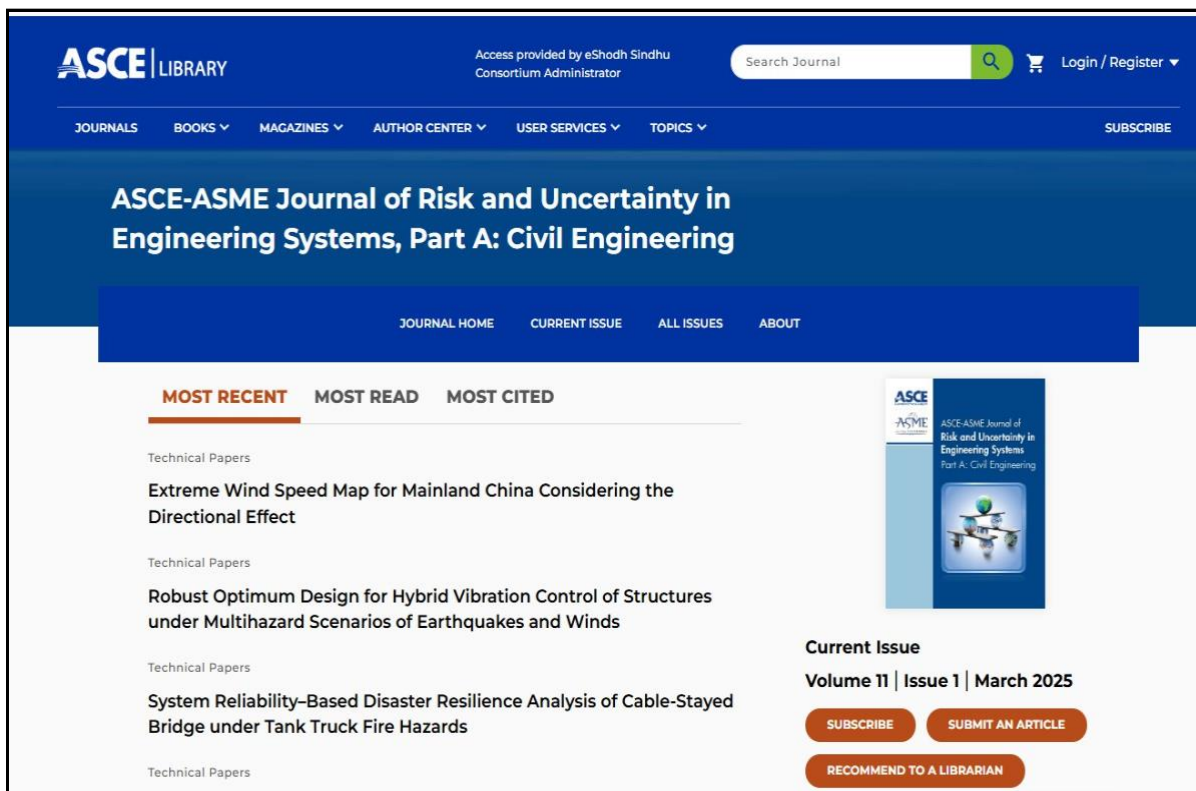 ASCE LIBRARY
Access provided by eShodh Sindhu
Consortium Administrator
Search Journal
Login / Register
JOURNALS BOOKS MAGAZINES AUTHOR CENTER USER SERVICES TOPICS SUBSCRIBE
ASCE-ASME Journal of Risk and Uncertainty in
Engineering Systems, Part A: Civil Engineering
JOURNAL HOME CURRENT ISSUE ALL ISSUES ABOUT
MOST RECENT MOST READ MOST CITED
Technical Papers
Extreme Wind Speed Map for Mainland China Considering the
Directional Effect
Technical Papers
Robust Optimum Design for Hybrid Vibration Control of Structures
under Multihazard Scenarios of Earthquakes and Winds
Technical Papers
System Reliability–Based Disaster Resilience Analysis of Cable-Stayed
Bridge under Tank Truck Fire Hazards
Technical Papers
ASCE
ASME
ASCE-ASME Journal of
Risk and Uncertainty in
Engineering Systems
Part A: Civil Engineering
Current Issue
Volume 11 | Issue 1 | March 2025
SUBSCRIBE SUBMIT AN ARTICLE
RECOMMEND TO A LIBRARIAN